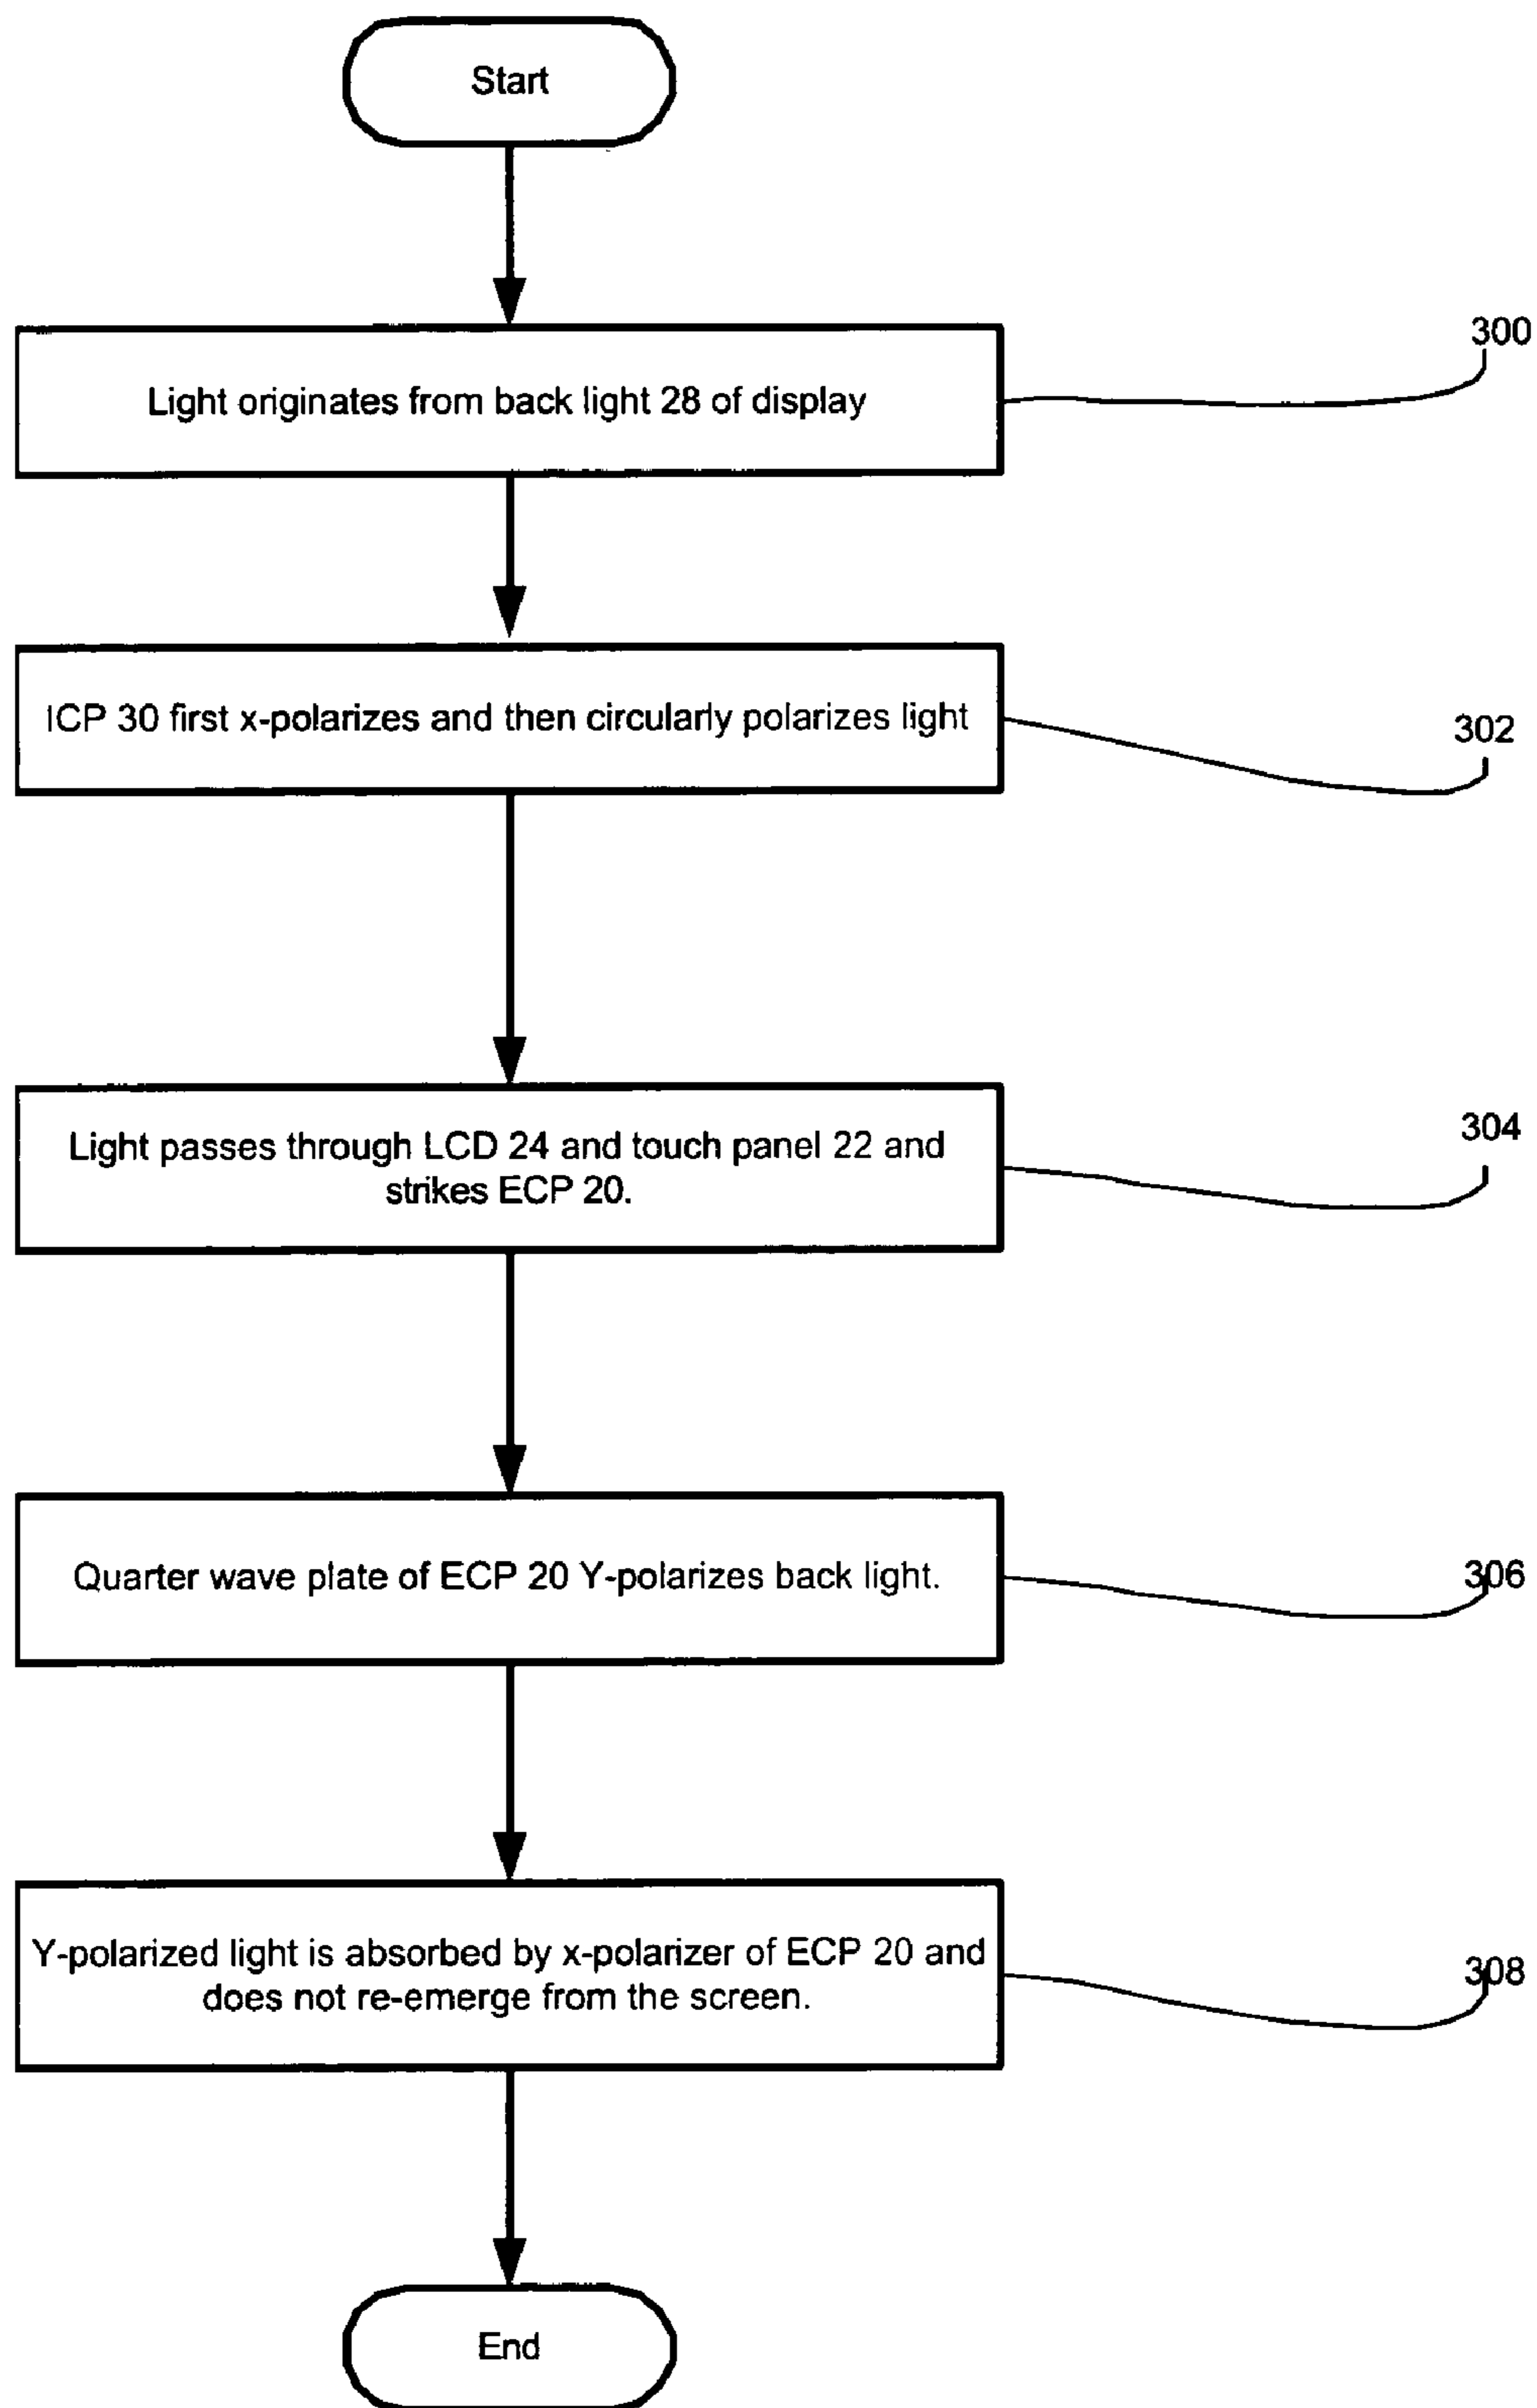 Start
Light originates from back light 28 of display
300
ICP 30 first x-polarizes and then circularly polarizes light
302
Light passes through LCD 24 and touch panel 22 and
strikes ECP 20.
304
Quarter wave plate of ECP 20 Y-polarizes back light.
306
Y-polarized light is absorbed by x-polarizer of ECP 20 and
does not re-emerge from the screen.
308
End